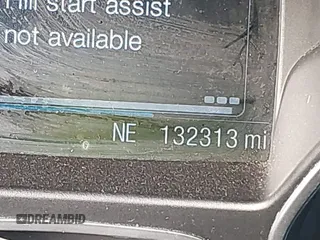 Hill start assist
not available
NE 132313 mi
DREAMBID